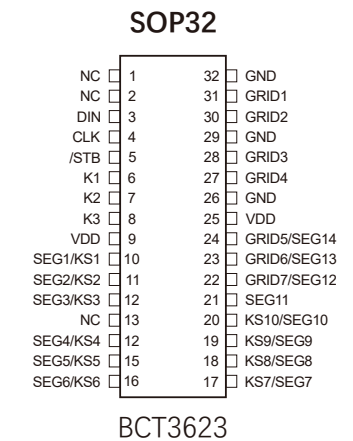 SOP32
NC 1 32 GND
NC 2 31 GRID1
DIN 3 30 GRID2
CLK 4 29 GND
/STB 5 28 GRID3
K1 6 27 GRID4
K2 7 26 GND
K3 8 25 VDD
VDD 9 24 GRID5/SEG14
SEG1/KS1 10 23 GRID6/SEG13
SEG2/KS2 11 22 GRID7/SEG12
SEG3/KS3 12 21 SEG11
NC 13 20 KS10/SEG10
SEG4/KS4 12 19 KS9/SEG9
SEG5/KS5 15 18 KS8/SEG8
SEG6/KS6 16 17 KS7/SEG7
BCT3623